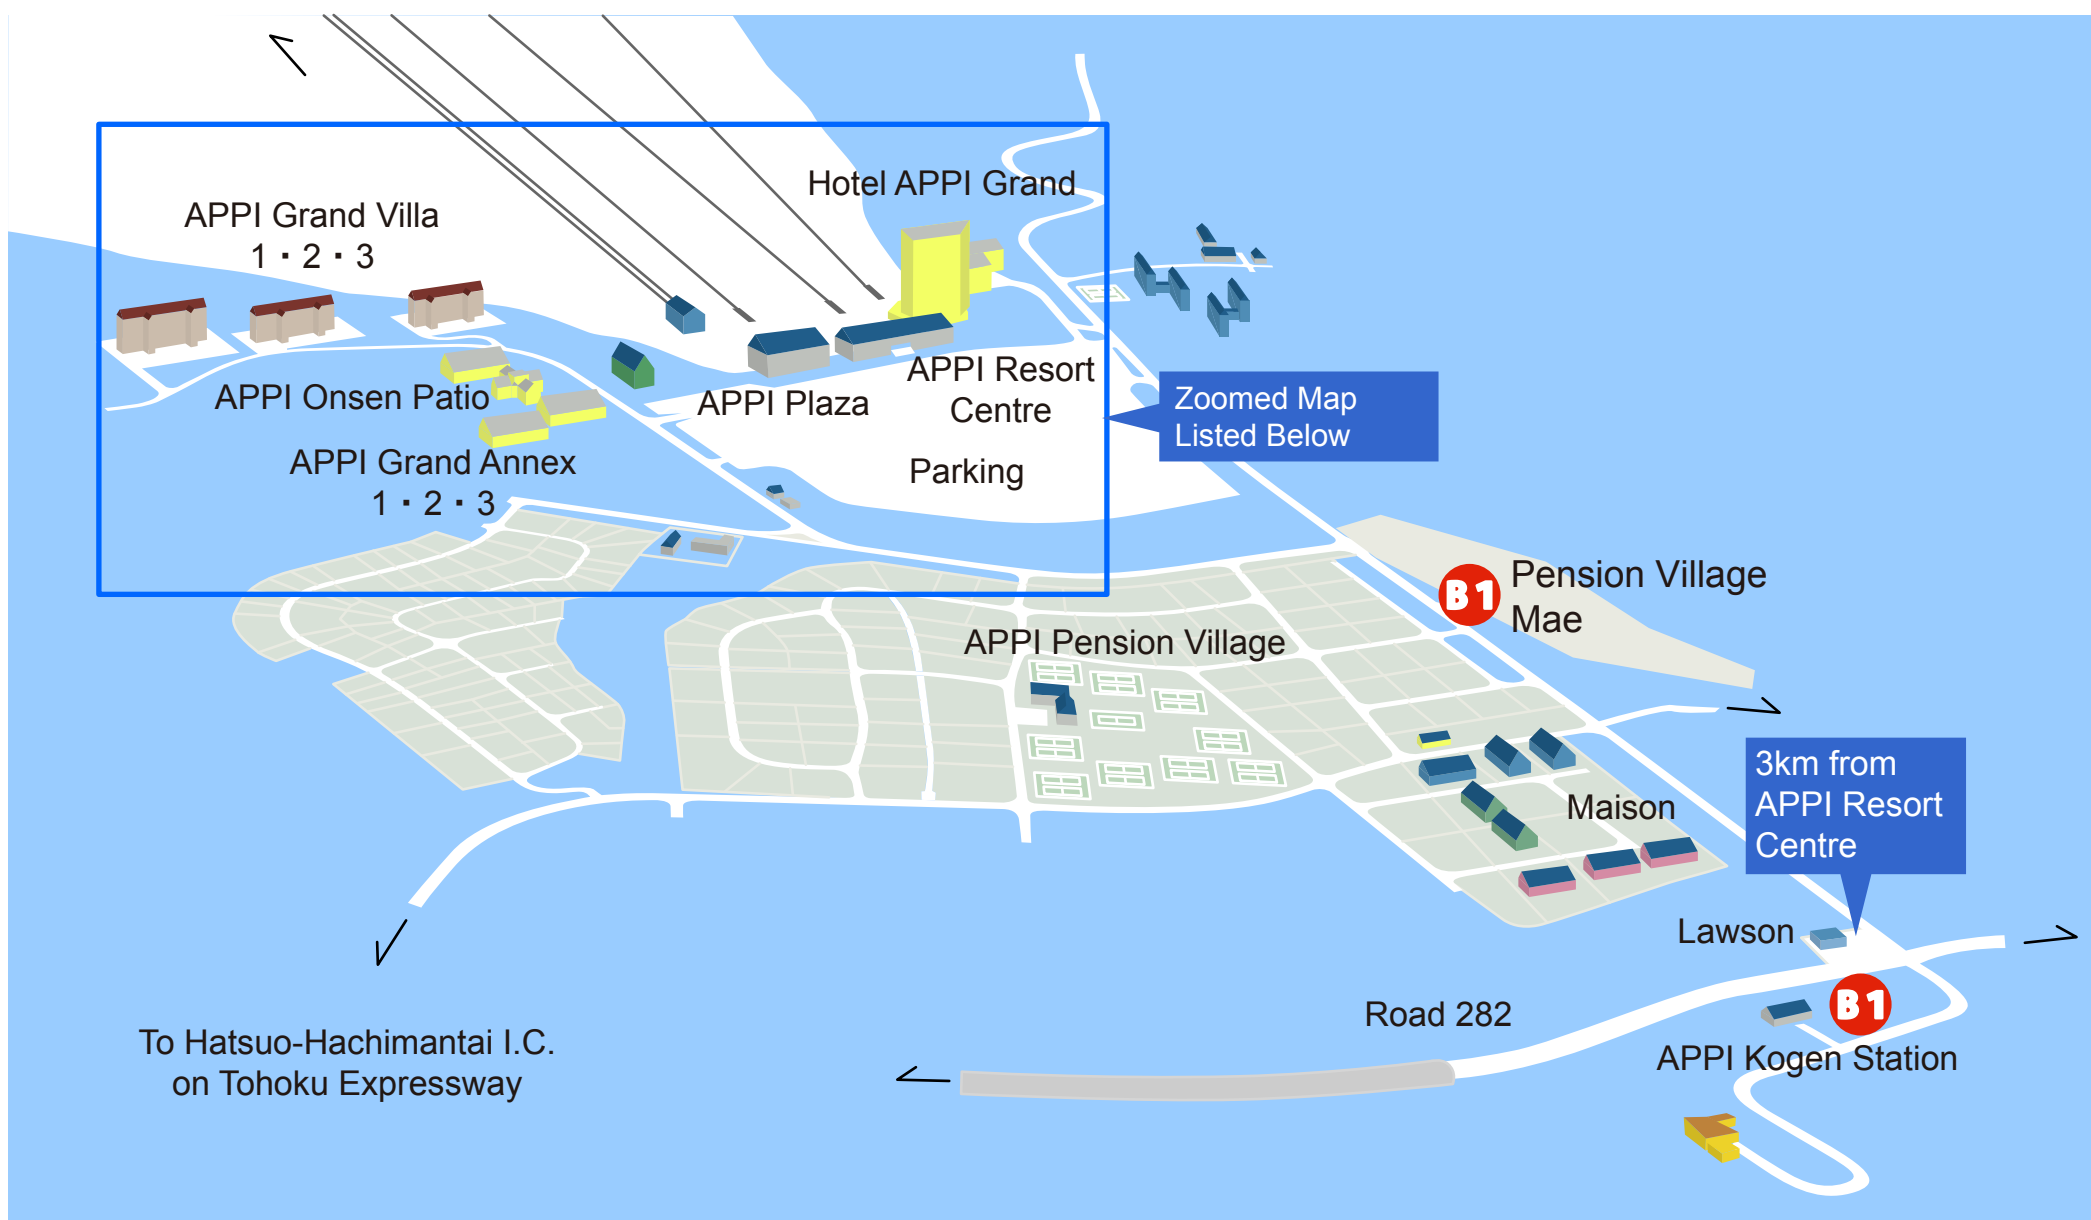 Hotel APPI Grand
APPI Grand Villa
1・2・3
APPI Onsen Patio
APPI Plaza
APPI Resort
Centre
Zoomed Map
Listed Below
APPI Grand Annex
1・2・3
Parking
B1
Pension Village
Mae
APPI Pension Village
3km from
APPI Resort
Centre
Maison
Lawson
Road 282
B1
APPI Kogen Station
To Hatsuo-Hachimantai I.C.
on Tohoku Expressway